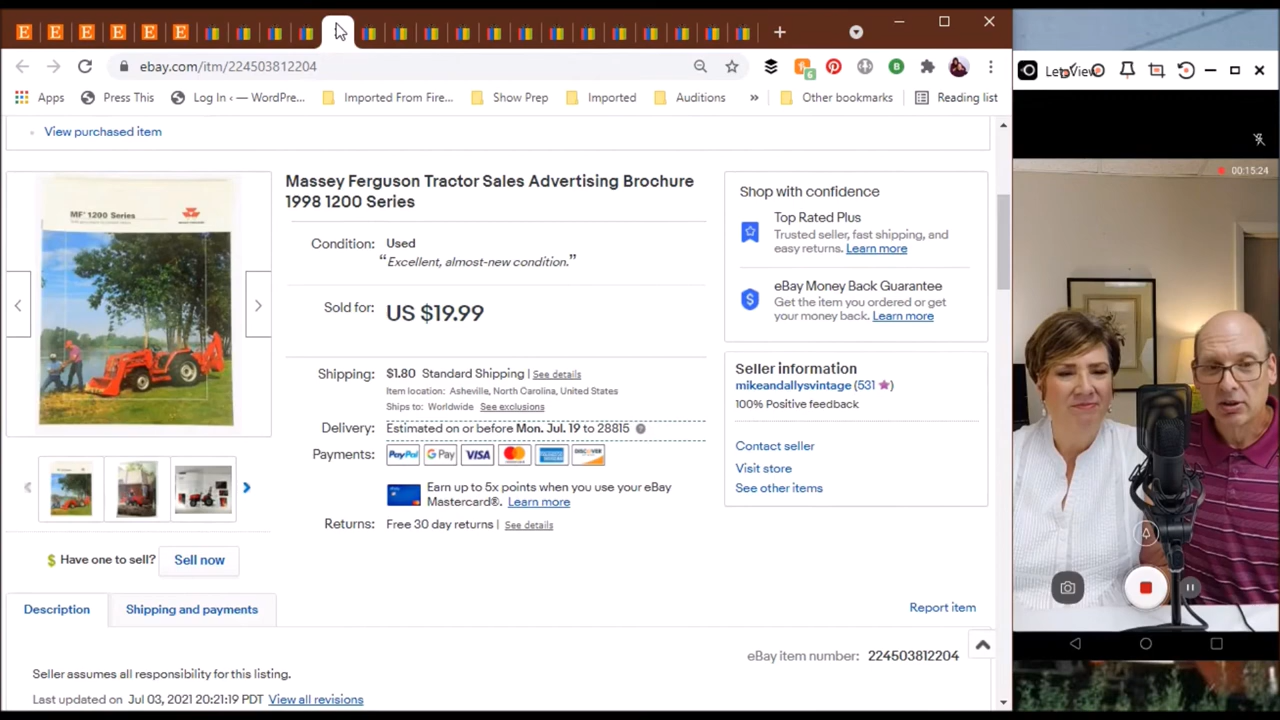 E E E E E E
ebay.com/itm/224503812204
6
B
Apps Press This Log In ‹ — WordPre... Imported From Fire... Show Prep Imported Auditions » Other bookmarks Reading list
View purchased item
Massey Ferguson Tractor Sales Advertising Brochure
1998 1200 Series
MF 1200 Series
Condition: Used
“Excellent, almost-new condition.”
Sold for: US $19.99
Shipping: $1.80 Standard Shipping | See details
Item location: Asheville, North Carolina, United States
Ships to: Worldwide See exclusions
Delivery: Estimated on or before Mon. Jul. 19 to 28815
Payments: PayPal G Pay VISA MasterCard AMERICAN EXPRESS DISCOVER
Earn up to 5x points when you use your eBay
Mastercard®. Learn more
Returns: Free 30 day returns | See details
$ Have one to sell? Sell now
Shop with confidence
Top Rated Plus
Trusted seller, fast shipping, and
easy returns. Learn more
eBay Money Back Guarantee
Get the item you ordered or get
your money back. Learn more
Seller information
mikeandallysvintage (531)
100% Positive feedback
Contact seller
Visit store
See other items
Description Shipping and payments
Report item
eBay item number: 224503812204
Seller assumes all responsibility for this listing.
Last updated on Jul 03, 2021 20:21:19 PDT View all revisions
LetsView
00:15:24